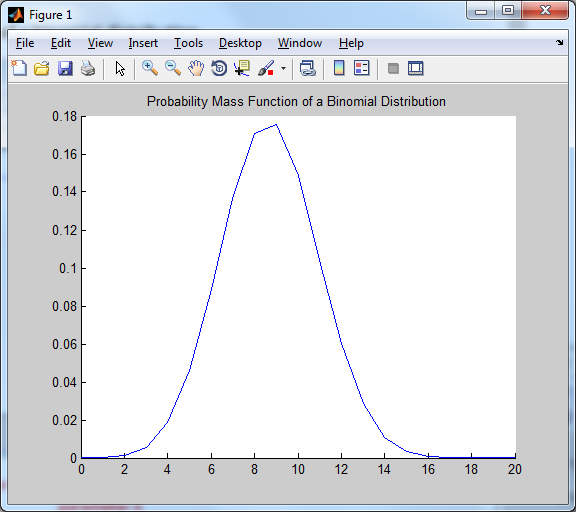 Figure 1
File Edit View Insert Tools Desktop Window Help
Probability Mass Function of a Binomial Distribution
0.18
0.16
0.14
0.12
0.1
0.08
0.06
0.04
0.02
0
0 2 4 6 8 10 12 14 16 18 20